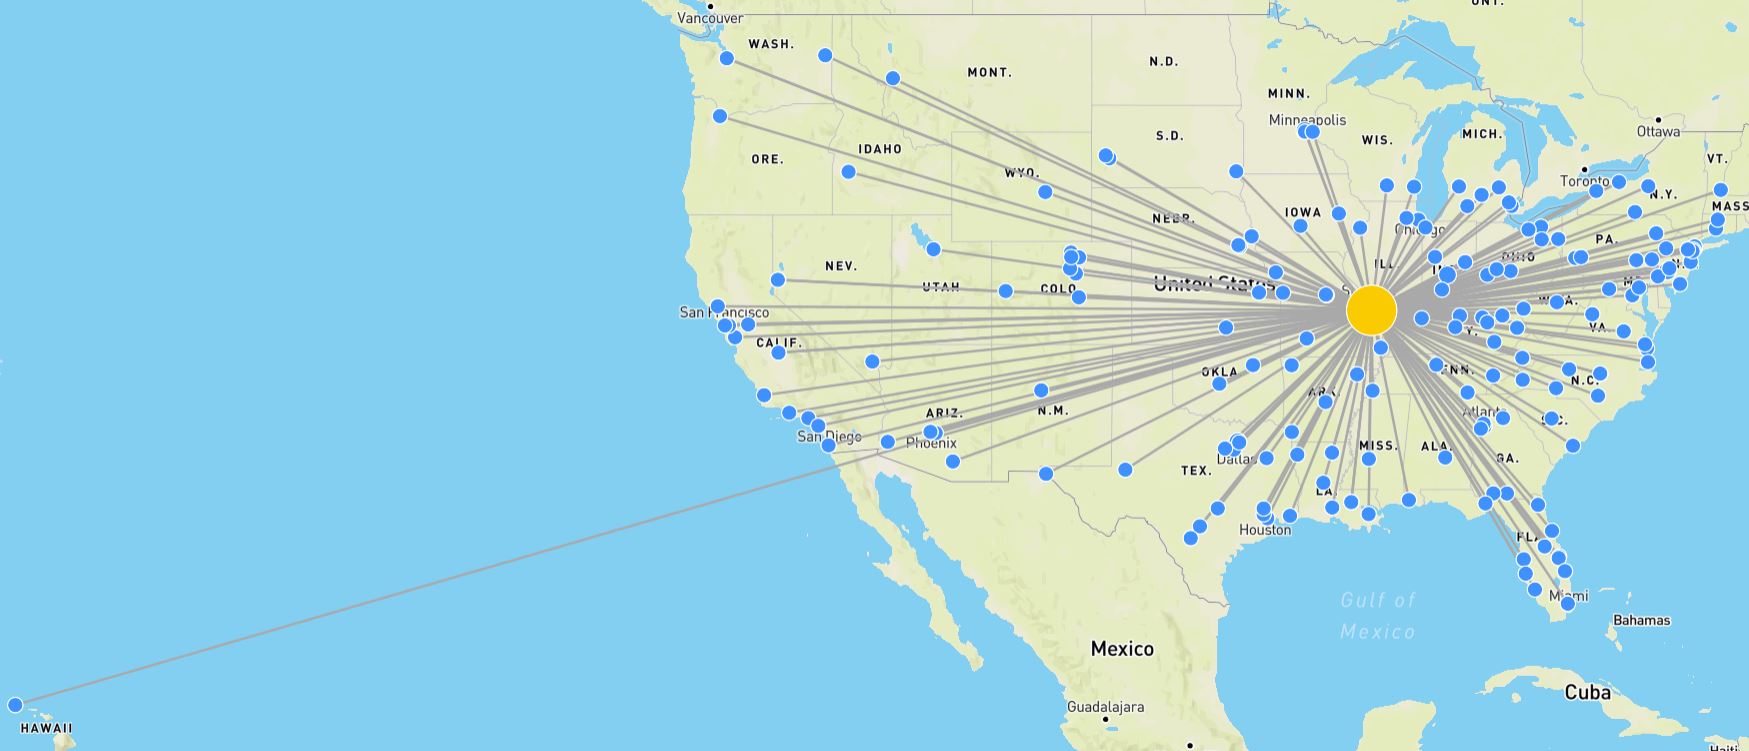 ONT.
Vancouver
WASH.
MONT.
N.D.
MINN.
Minneapolis
Ottawa
S.D.
WIS.
MICH.
IDAHO
ORE.
VT.
WYO.
Toronto
N.Y.
MASS
NEBR.
IOWA
Chicago
PA.
OHIO
ILL
NEV.
UTAH
COLO
United States
San Francisco
CALIF.
VA.
OKLA
ENN.
N.C.
ARK.
ARIZ.
N.M.
Atlanta
San Diego
Phoenix
MISS.
ALA.
GA.
Dallas
TEX.
LA.
Houston
FLA
Miami
Gulf of
Mexico
Bahamas
Mexico
Cuba
Guadalajara
HAWAII
Haiti